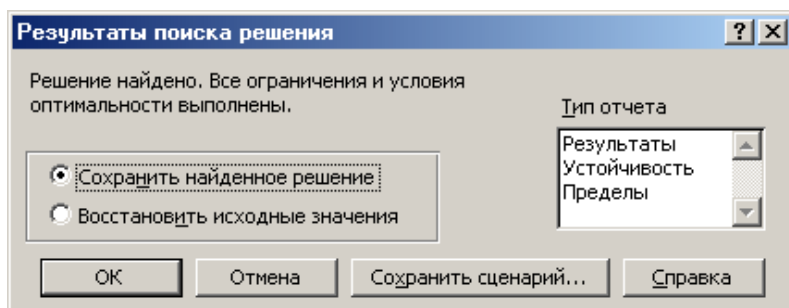 Результаты поиска решения
Решение найдено. Все ограничения и условия
оптимальности выполнены.
Тип отчета
Результаты
Устойчивость
Пределы
Сохранить найденное решение
Восстановить исходные значения
ОК
Отмена
Сохранить сценарий...
Справка